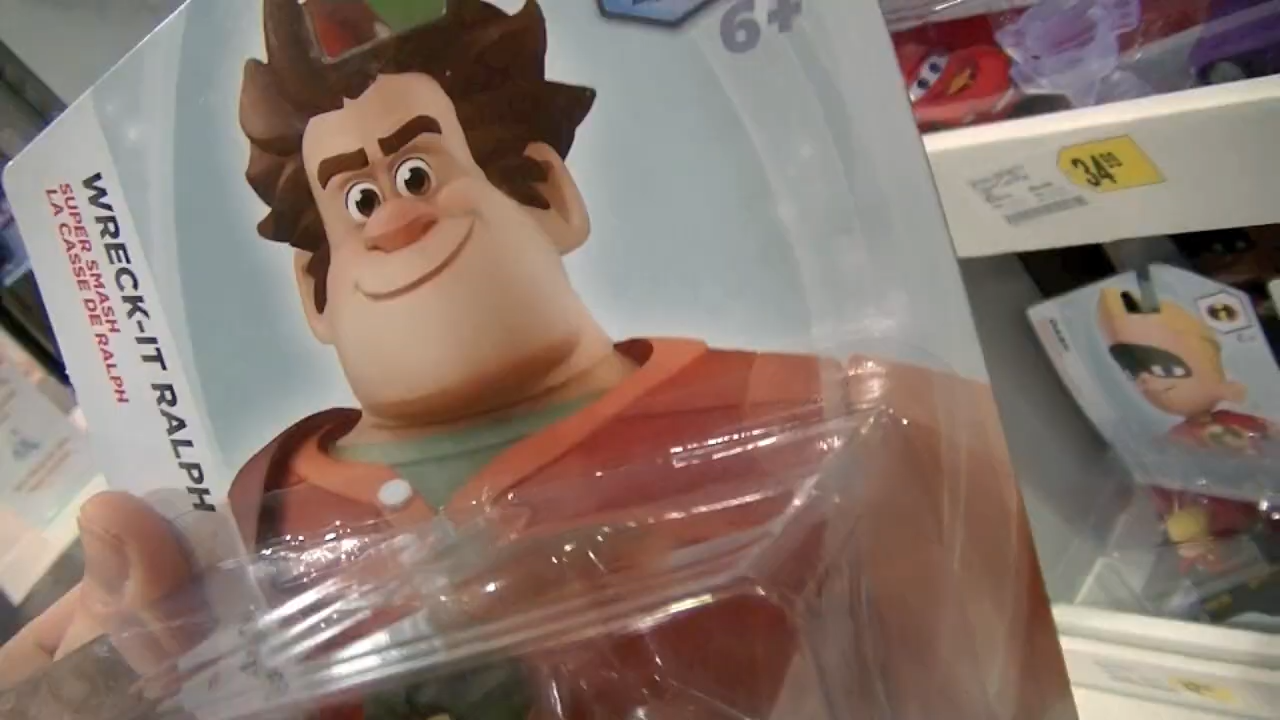 6+
WRECK-IT RALPH
SUPER SMASH
LA CASSE DE RALPH
34